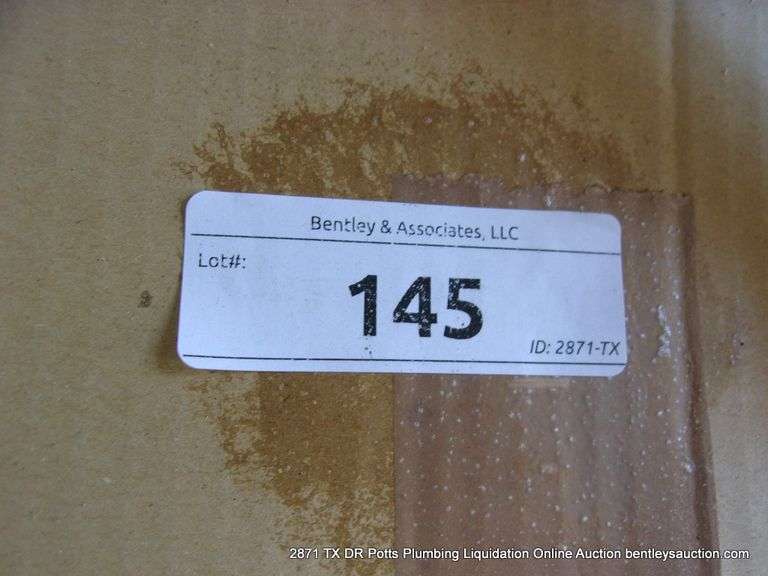 Bentley & Associates, LLC
Lot#:
145
ID: 2871-TX
2871 TX DR Potts Plumbing Liquidation Online Auction bentleysauction.com